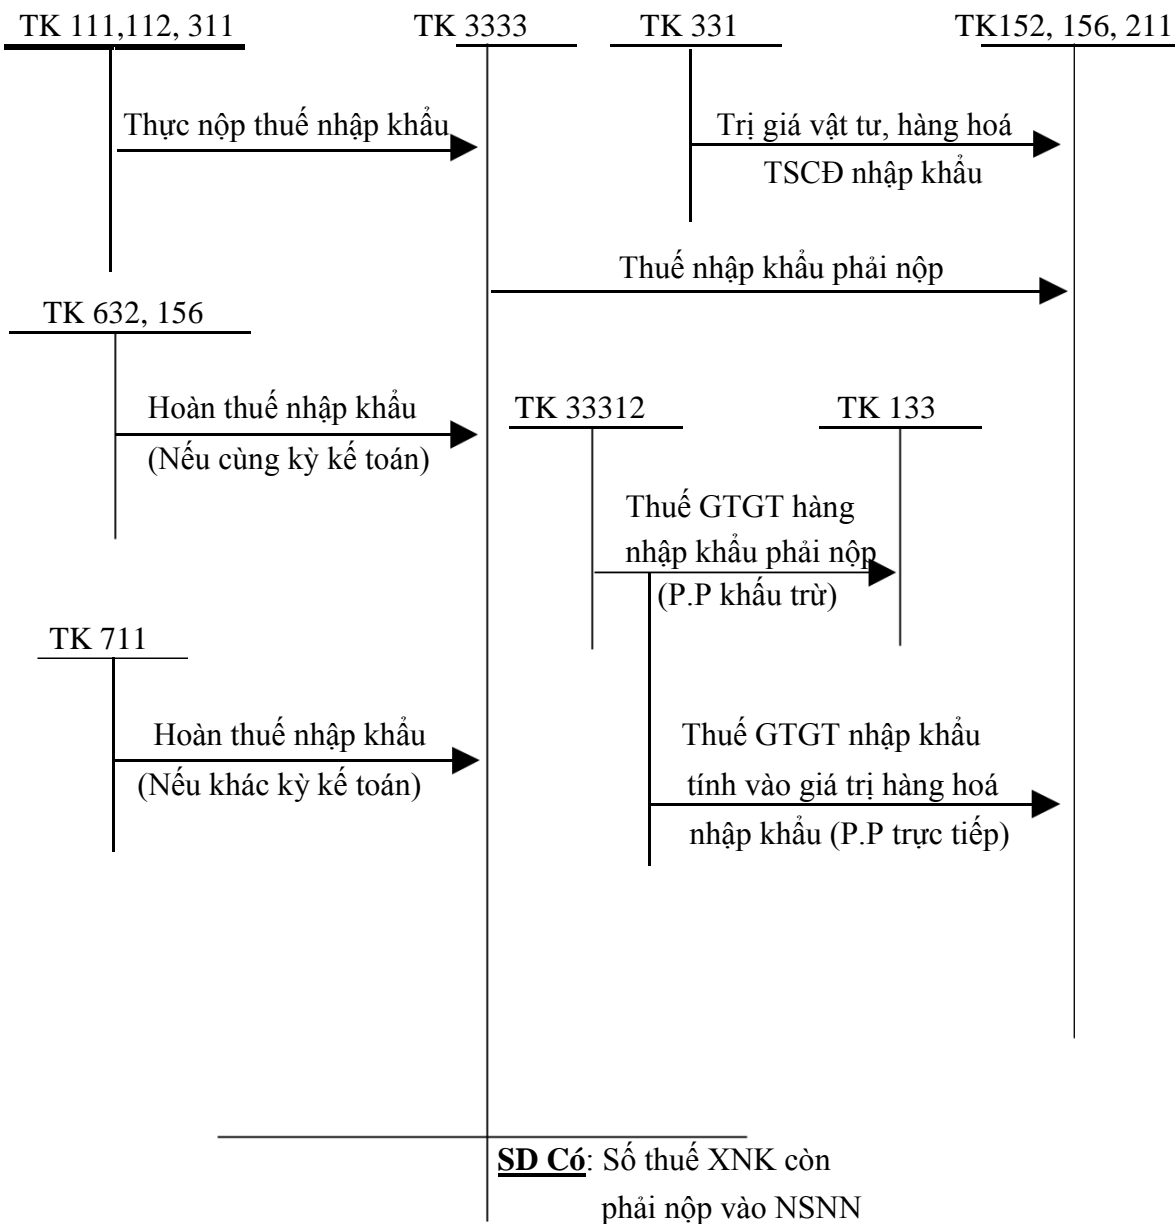 TK 111,112, 311
TK 3333
TK 331
TK152, 156, 211
Thực nộp thuế nhập khẩu
Trị giá vật tư, hàng hoá
TSCĐ nhập khẩu
Thuế nhập khẩu phải nộp
TK 632, 156
Hoàn thuế nhập khẩu
(Nếu cùng kỳ kế toán)
TK 33312
TK 133
Thuế GTGT hàng
nhập khẩu phải nộp
(P.P khấu trừ)
TK 711
Hoàn thuế nhập khẩu
(Nếu khác kỳ kế toán)
Thuế GTGT nhập khẩu
tính vào giá trị hàng hoá
nhập khẩu (P.P trực tiếp)
SD Có: Số thuế XNK còn
phải nộp vào NSNN